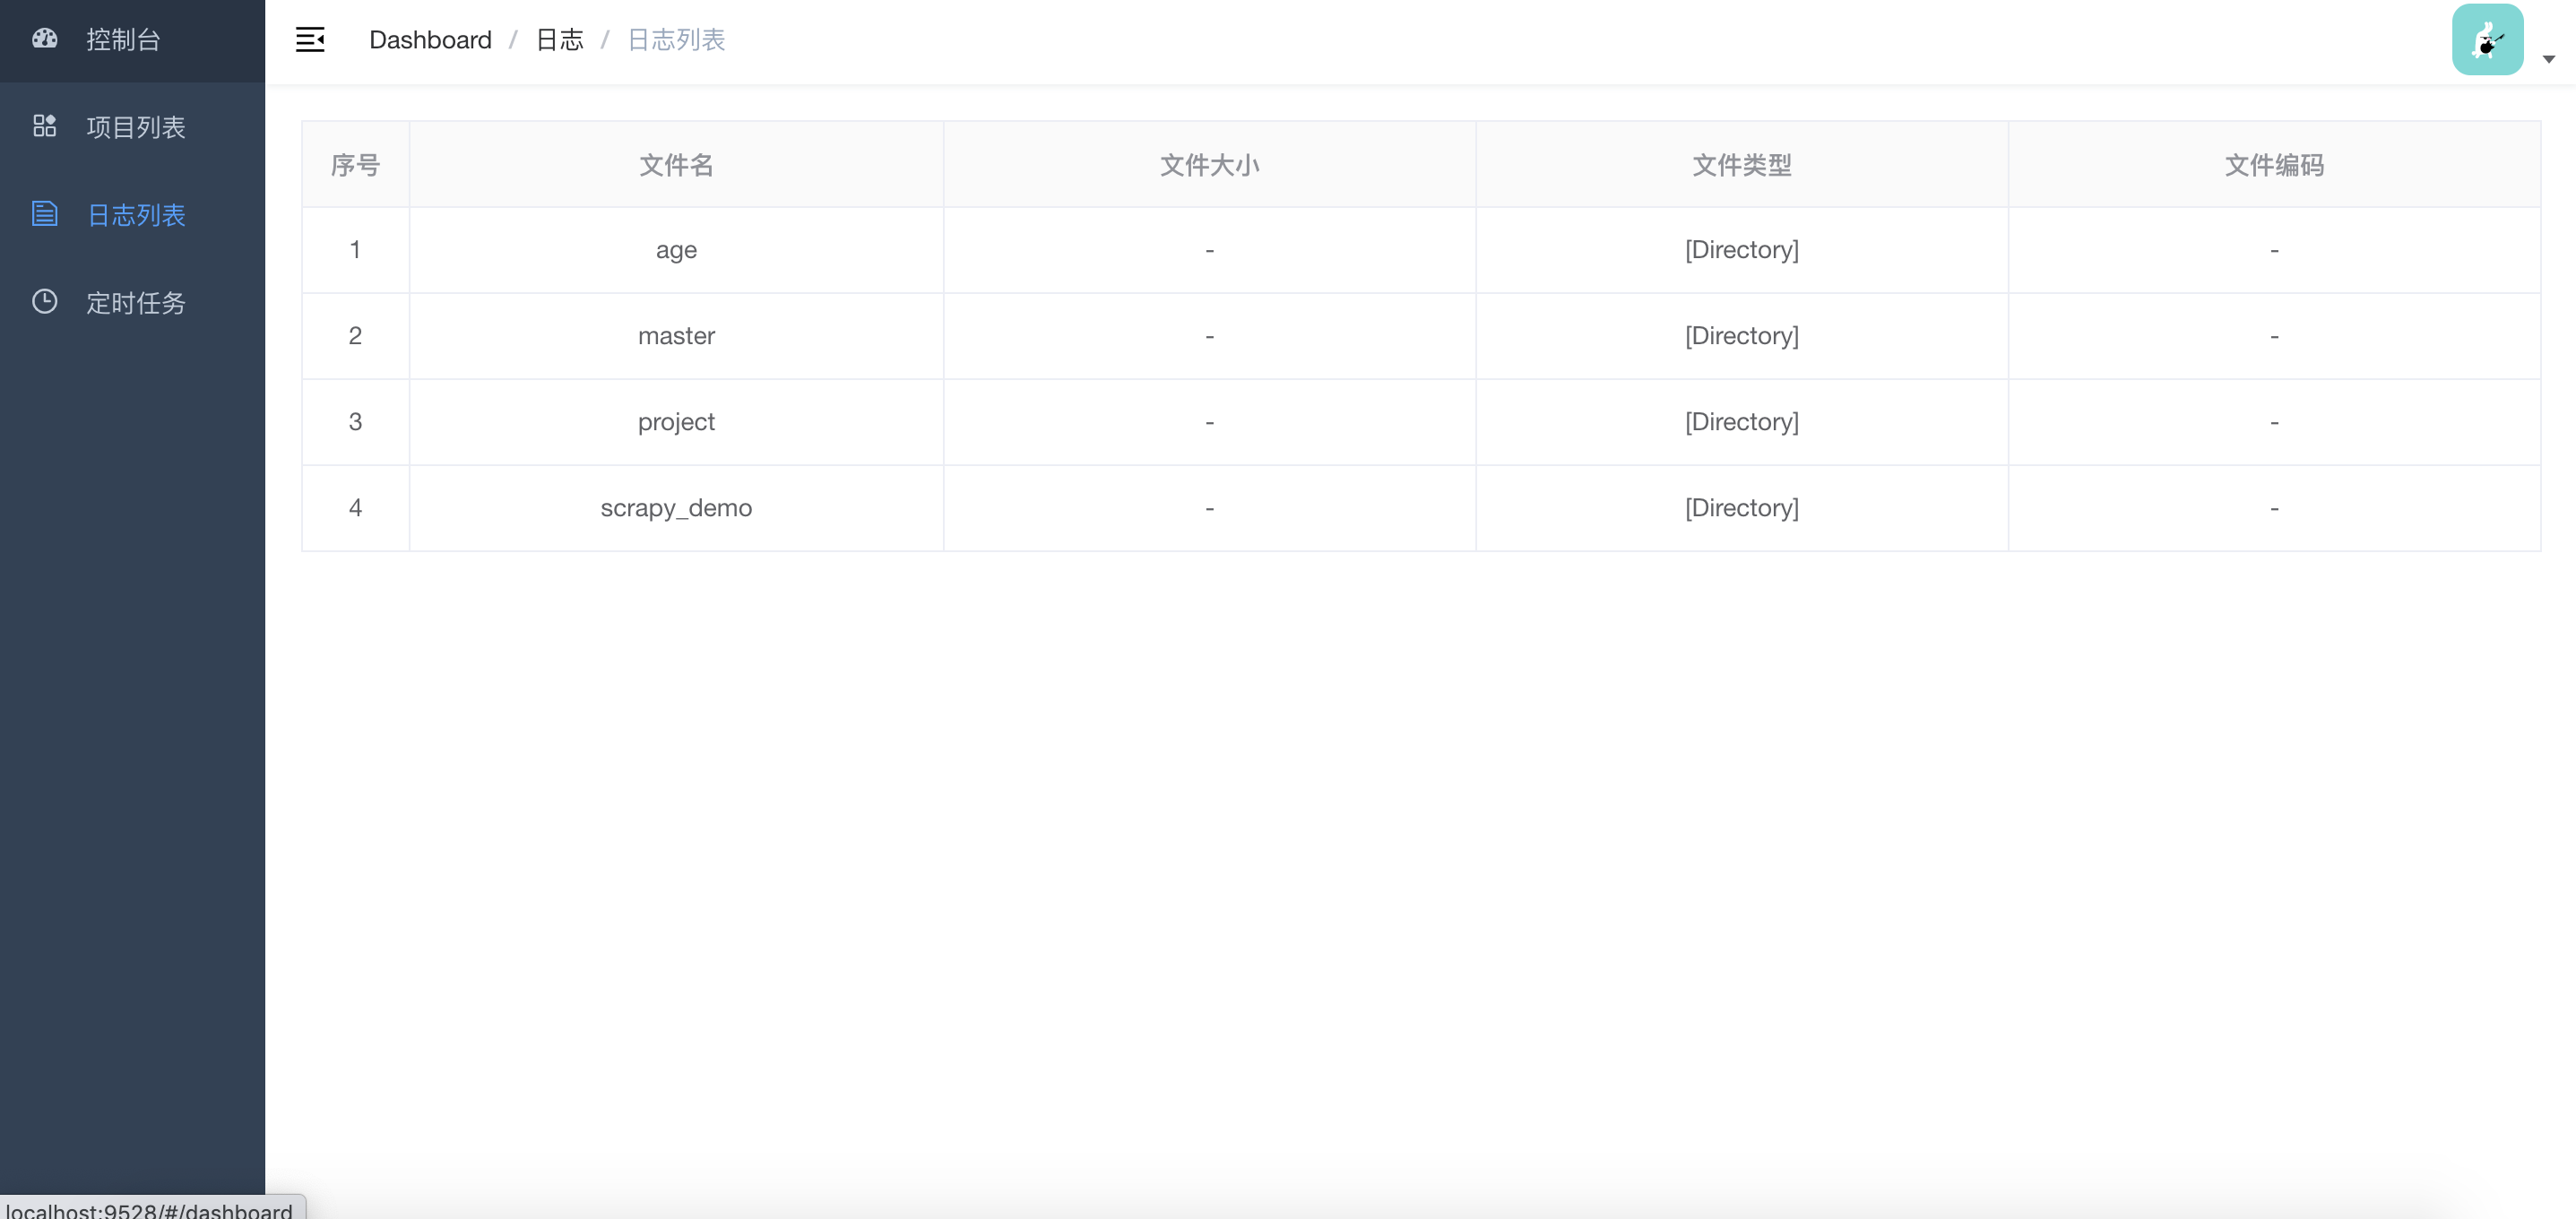 控制台
项目列表
日志列表
定时任务
Dashboard / 日志 / 日志列表
序号 文件名 文件大小 文件类型 文件编码
1 age - [Directory] -
2 master - [Directory] -
3 project - [Directory] -
4 scrapy_demo - [Directory] -
localhost:9528/#/dashboard